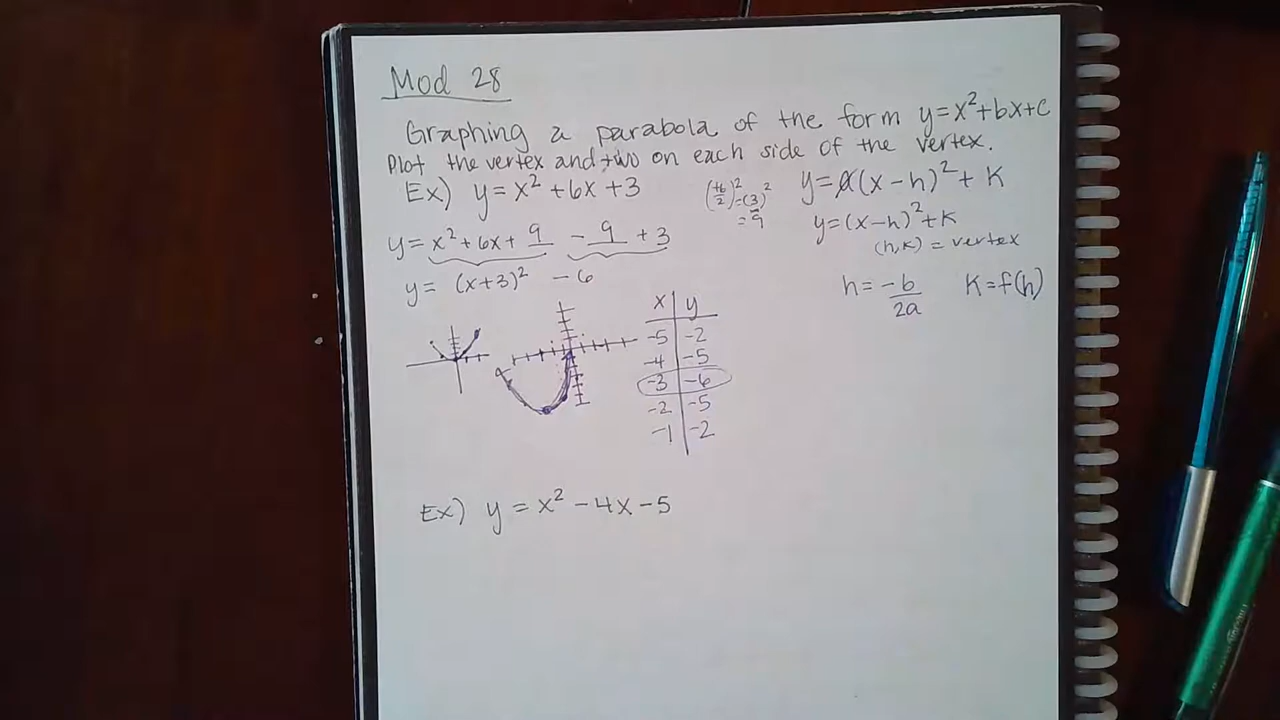 Mod 28
Graphing a parabola of the form y=x²+bx+c
Plot the vertex and two on each side of the vertex.
Ex) y=x²+6x+3
(+6/2)²=(3)²
=9
y=a(x-h)²+K
y=(x-h)²+K
(h,K) = vertex
h=-b/2a K=f(h)
y=x²+6x+9 -9+3
y= (x+3)² -6
x y
-5 -2
-4 -5
-3 -6
-2 -5
-1 -2
Ex) y=x²-4x-5